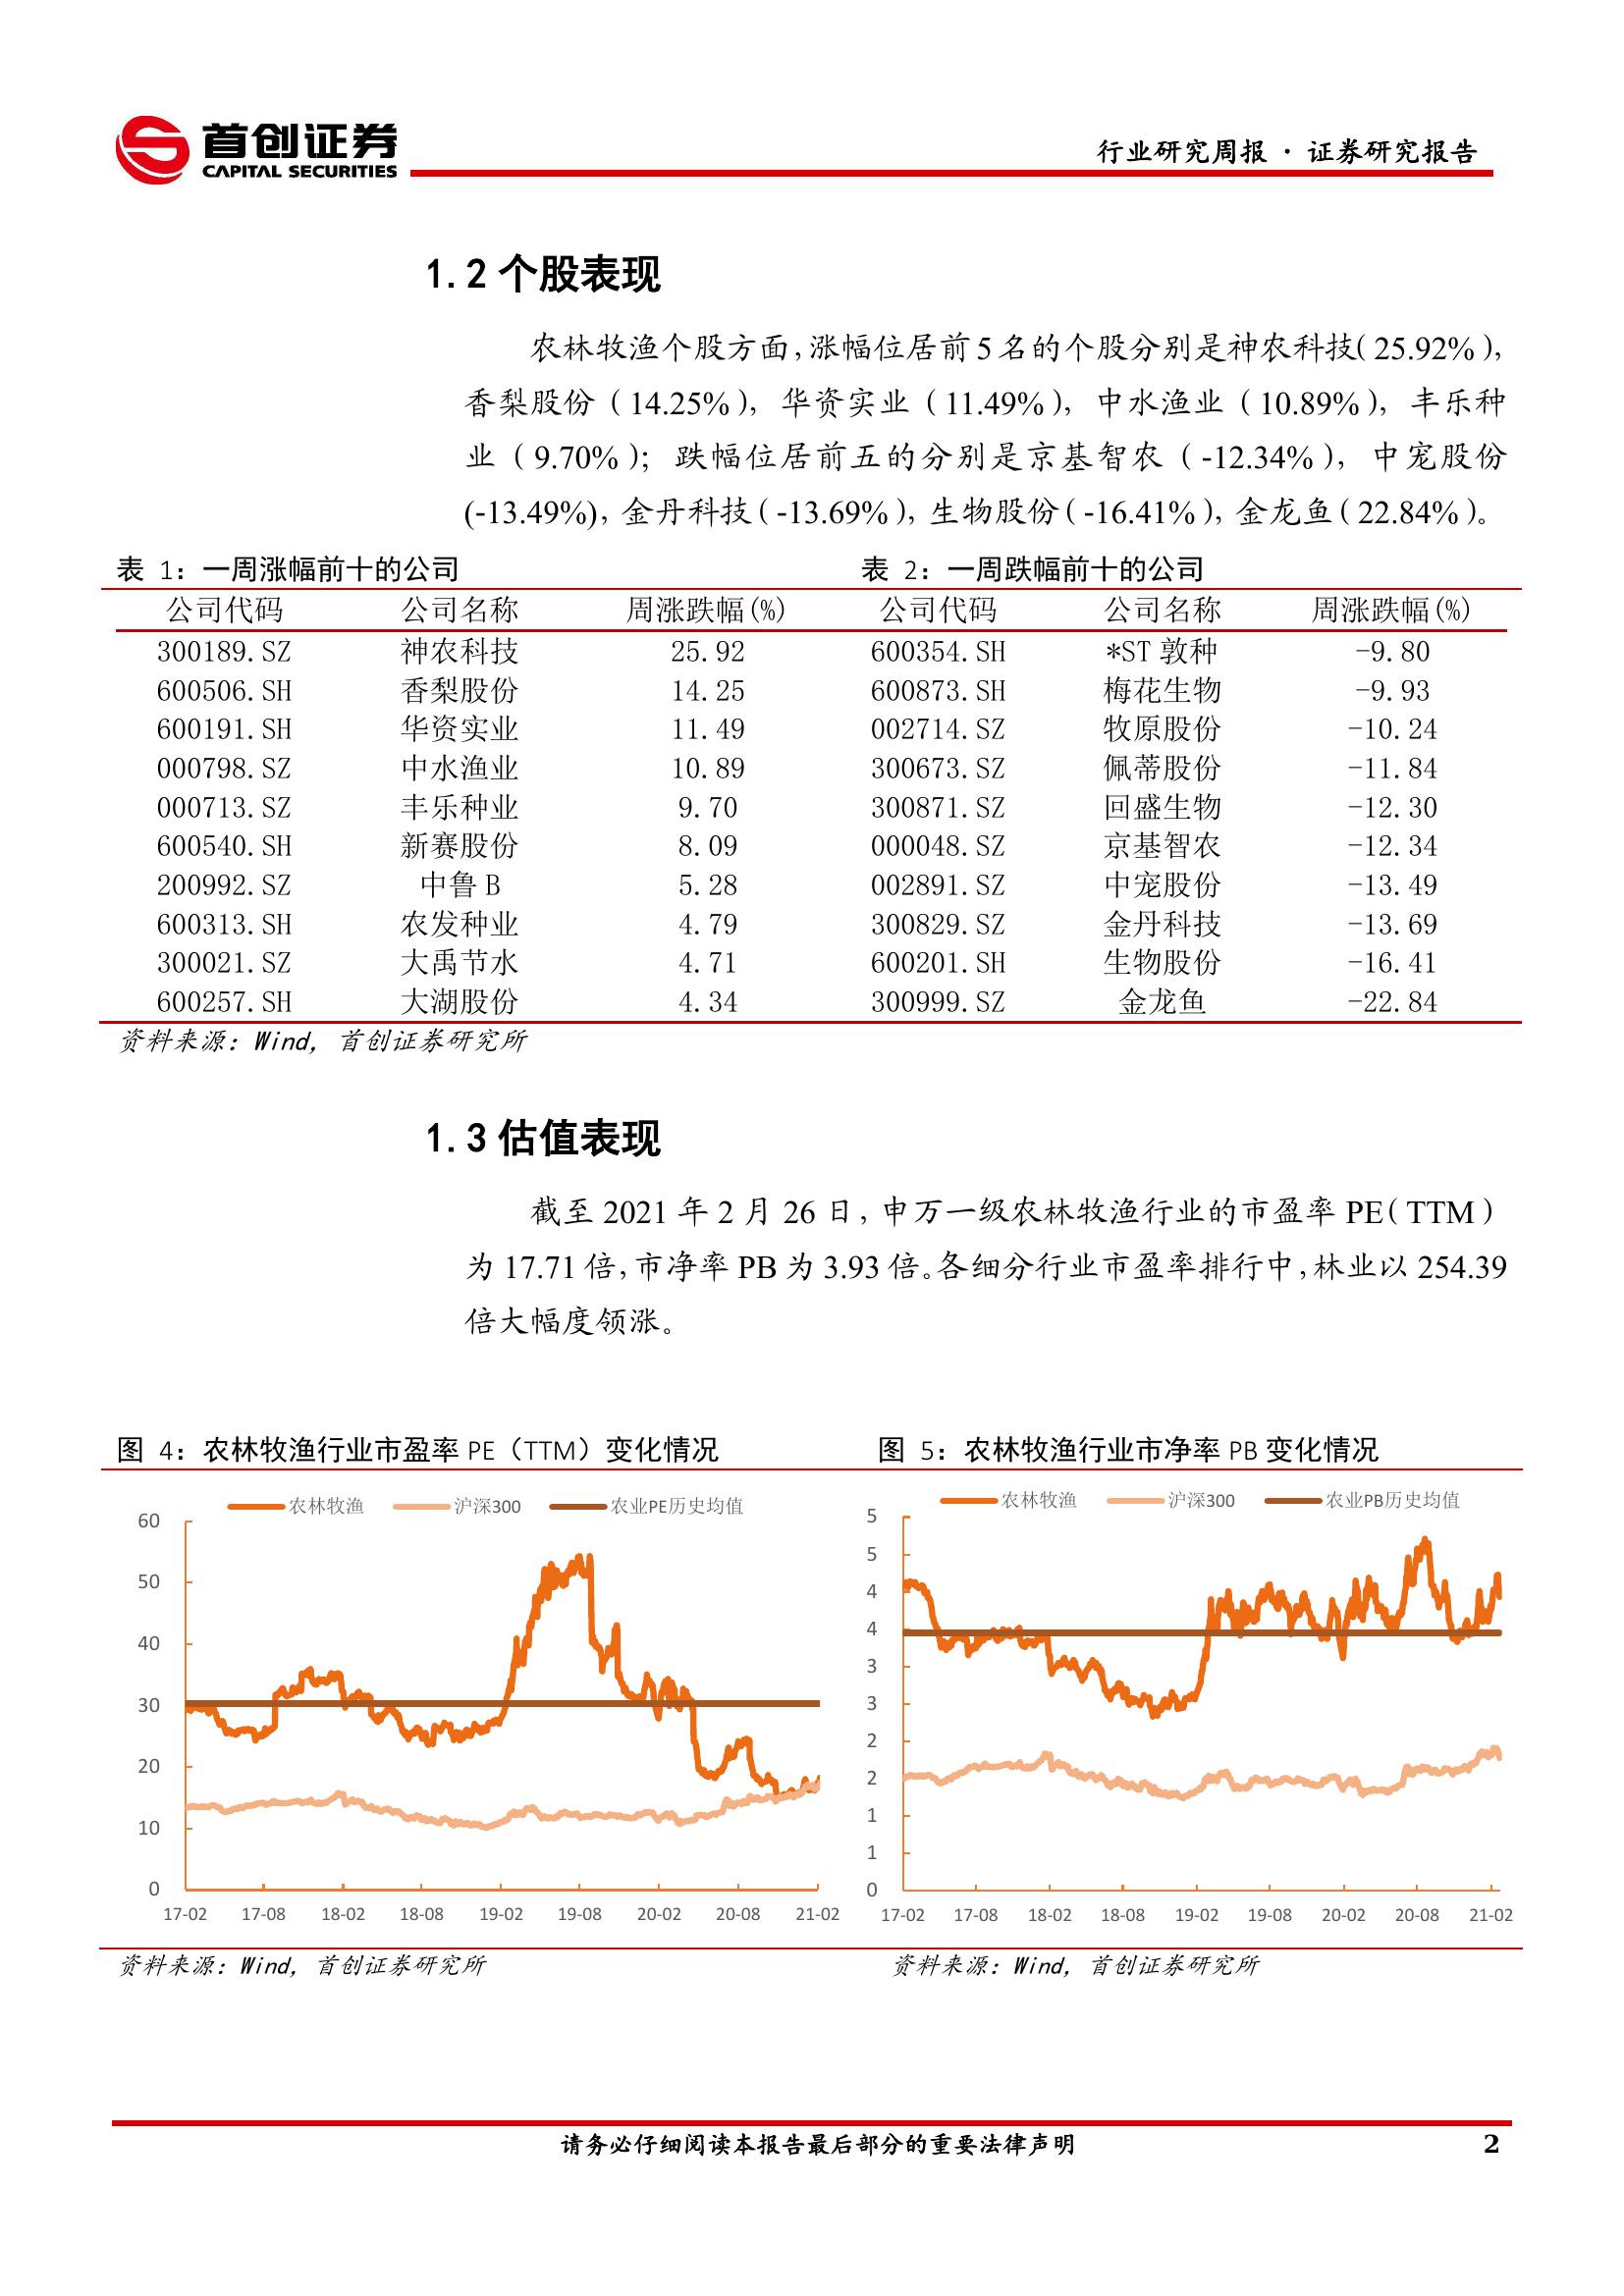 首创证券
CAPITAL SECURITIES
行业研究周报 · 证券研究报告
1.2 个股表现
农林牧渔个股方面，涨幅位居前 5 名的个股分别是神农科技（25.92%），
香梨股份（14.25%），华资实业（11.49%），中水渔业（10.89%），丰乐种
业（9.70%）；跌幅位居前五的分别是京基智农（-12.34%），中宠股份
(-13.49%)，金丹科技（-13.69%），生物股份（-16.41%），金龙鱼（22.84%）。
表 1：一周涨幅前十的公司 表 2：一周跌幅前十的公司
公司代码 公司名称 周涨跌幅(%) 公司代码 公司名称 周涨跌幅(%)
300189.SZ 神农科技 25.92 600354.SH *ST 敦种 -9.80
600506.SH 香梨股份 14.25 600873.SH 梅花生物 -9.93
600191.SH 华资实业 11.49 002714.SZ 牧原股份 -10.24
000798.SZ 中水渔业 10.89 300673.SZ 佩蒂股份 -11.84
000713.SZ 丰乐种业 9.70 300871.SZ 回盛生物 -12.30
600540.SH 新赛股份 8.09 000048.SZ 京基智农 -12.34
200992.SZ 中鲁 B 5.28 002891.SZ 中宠股份 -13.49
600313.SH 农发种业 4.79 300829.SZ 金丹科技 -13.69
300021.SZ 大禹节水 4.71 600201.SH 生物股份 -16.41
600257.SH 大湖股份 4.34 300999.SZ 金龙鱼 -22.84
资料来源：Wind，首创证券研究所
1.3 估值表现
截至 2021 年 2 月 26 日，申万一级农林牧渔行业的市盈率 PE（TTM）
为 17.71 倍，市净率 PB 为 3.93 倍。各细分行业市盈率排行中，林业以 254.39
倍大幅度领涨。
图 4：农林牧渔行业市盈率 PE（TTM）变化情况
农林牧渔 沪深300 农业PE历史均值
60
50
40
30
20
10
0
17-02 17-08 18-02 18-08 19-02 19-08 20-02 20-08 21-02
资料来源：Wind，首创证券研究所
图 5：农林牧渔行业市净率 PB 变化情况
农林牧渔 沪深300 农业PB历史均值
5
5
4
4
3
3
2
2
1
1
0
17-02 17-08 18-02 18-08 19-02 19-08 20-02 20-08 21-02
资料来源：Wind，首创证券研究所
请务必仔细阅读本报告最后部分的重要法律声明 2